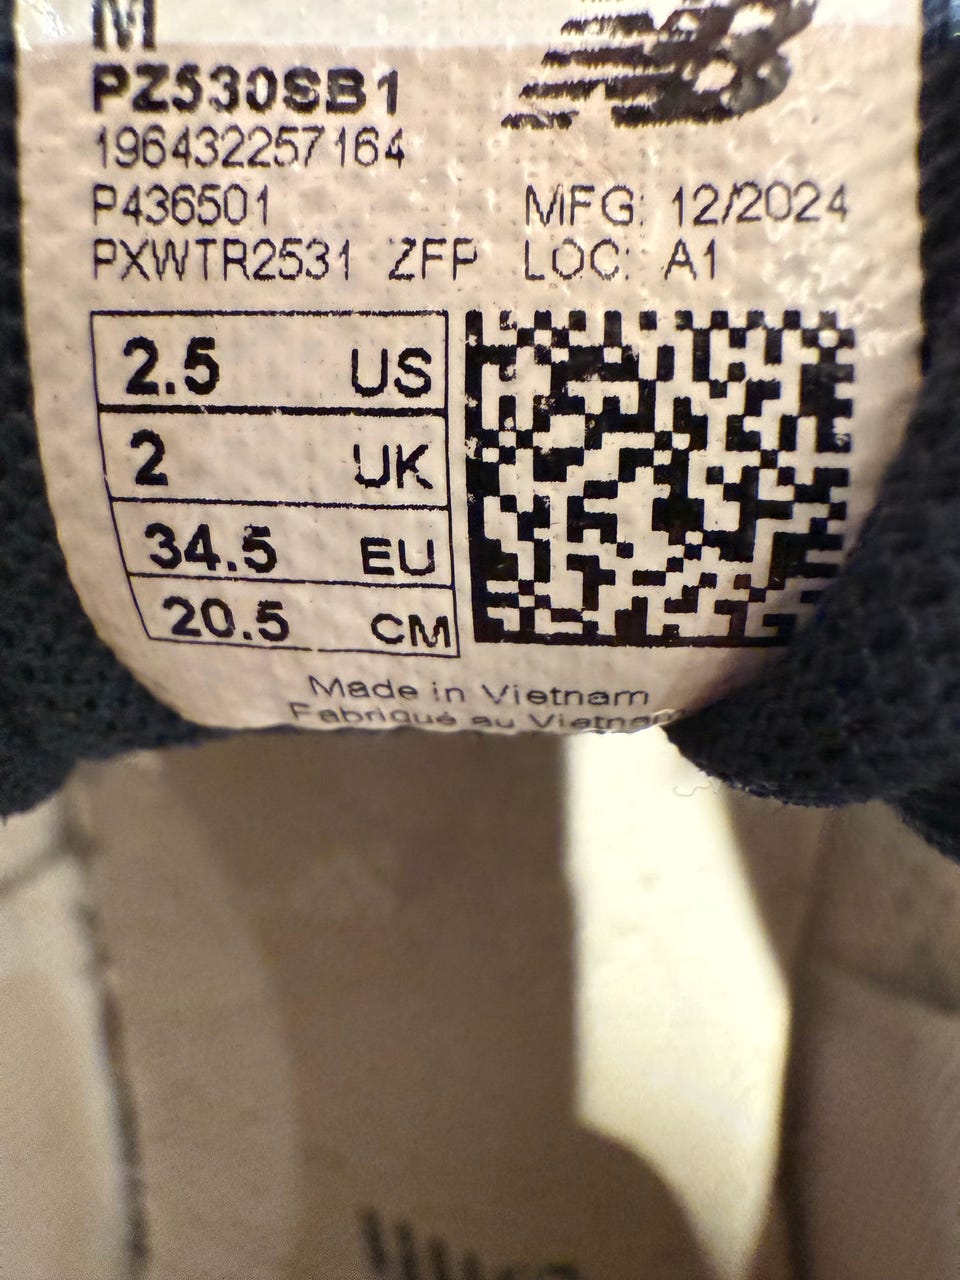 M
PZ530SB1
196432257164
P436501 MFG: 12/2024
PXWTR2531 ZFP LOC: A1
2.5 US
2 UK
34.5 EU
20.5 CM
Made in Vietnam
Fabriqué au Vietnam